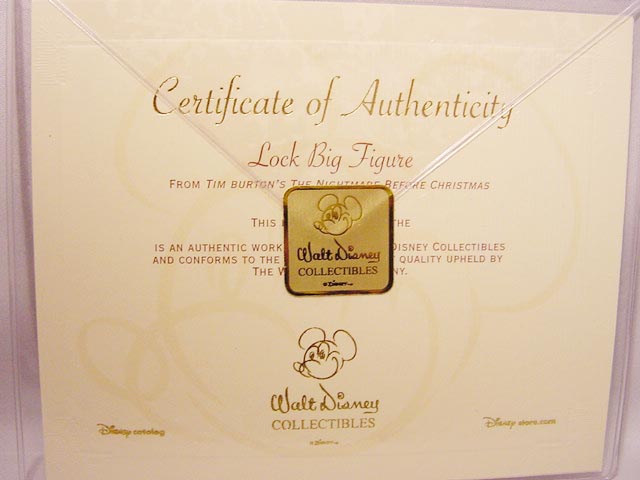 Certificate of Authenticity
Lock Big Figure
FROM TIM BURTON'S THE NIGHTMARE BEFORE CHRISTMAS
THIS THE
IS AN AUTHENTIC WORK DISNEY COLLECTIBLES
AND CONFORMS TO THE QUALITY UPHELD BY
THE W NY.
Walt Disney
COLLECTIBLES
© Disney
Walt Disney
COLLECTIBLES
© Disney
Disney catalog
Disney store.com